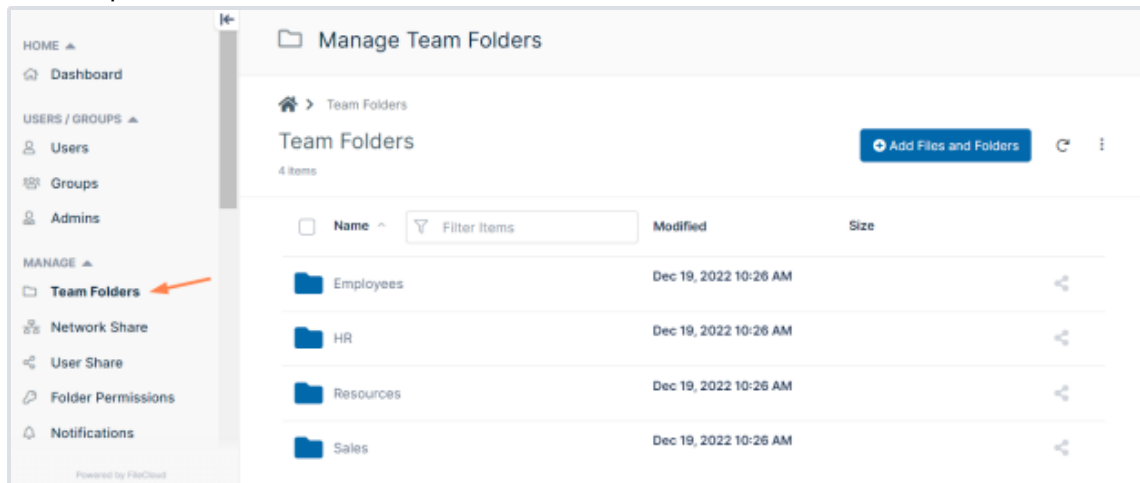 HOME
Dashboard
USERS / GROUPS
Users
Groups
Admins
MANAGE
Team Folders
Network Share
User Share
Folder Permissions
Notifications
Powered by FileCloud
Manage Team Folders
Team Folders
Team Folders
4 items
Add Files and Folders
Name Filter Items Modified Size
Employees Dec 19, 2022 10:26 AM
HR Dec 19, 2022 10:26 AM
Resources Dec 19, 2022 10:26 AM
Sales Dec 19, 2022 10:26 AM